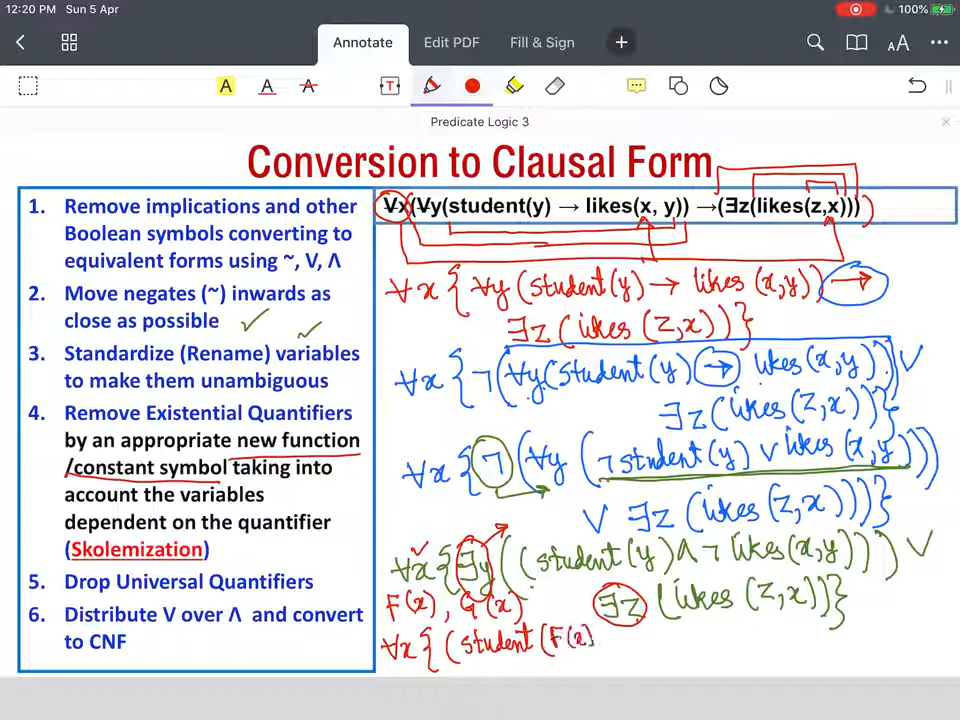 12:20 PM Sun 5 Apr 100%
Annotate Edit PDF Fill & Sign
Predicate Logic 3
Conversion to Clausal Form
1. Remove implications and other
Boolean symbols converting to
equivalent forms using ~, V, Λ
2. Move negates (~) inwards as
close as possible
3. Standardize (Rename) variables
to make them unambiguous
4. Remove Existential Quantifiers
by an appropriate new function
/constant symbol taking into
account the variables
dependent on the quantifier
(Skolemization)
5. Drop Universal Quantifiers
6. Distribute V over Λ and convert
to CNF
∀x(∀y(student(y) → likes(x, y)) →(∃z(likes(z,x)))
∀x { ∀y (student(y) → likes (x,y)) →
∃z (likes (z,x)) }
∀x { ¬ (∀y(student(y) → likes(x,y)) ∨
∃z (likes(z,x)) }
∀x { ¬ (∀y (¬student(y) ∨ likes (x,y)))
∨ ∃z (likes (z,x))) }
∀x { ∃y ((student(y) ∧ ¬ likes(x,y))) ∨
∃z (likes (z,x)) }
F(x), G(x)
∀x { (student (F(x)